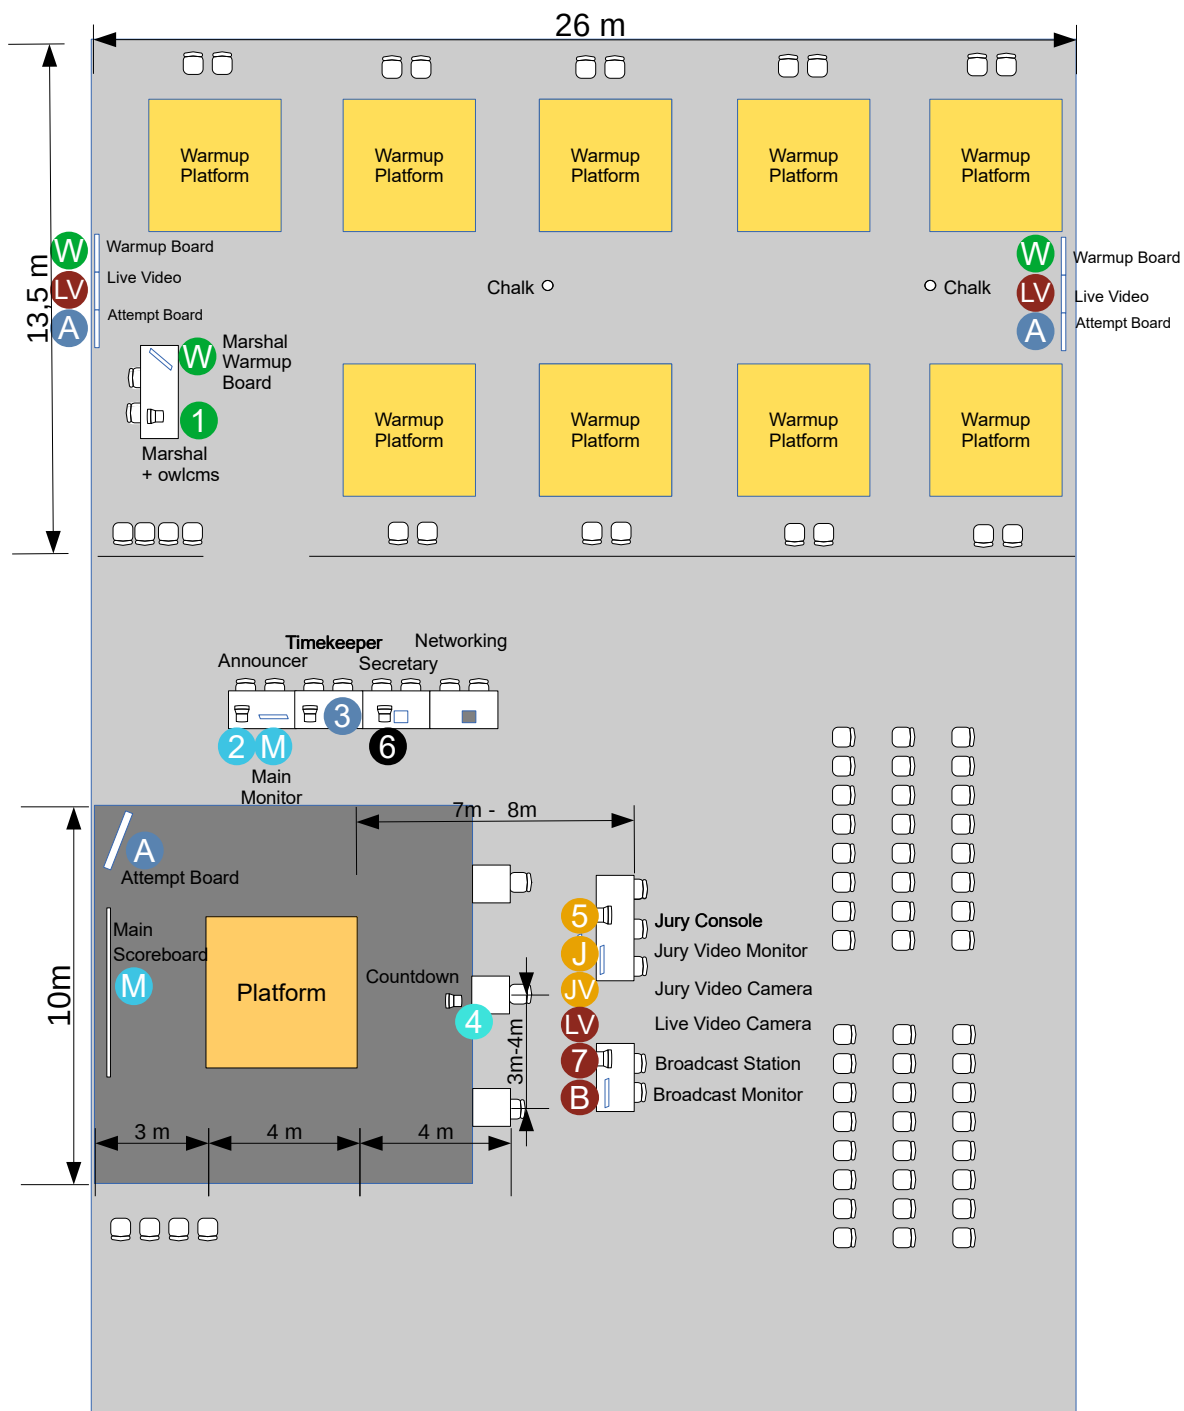 26 m
Warmup
Platform
Warmup
Platform
Warmup
Platform
Warmup
Platform
Warmup
Platform
13,5 m
W
Warmup Board
LV
Live Video
A
Attempt Board
Chalk
Chalk
W
Warmup Board
LV
Live Video
A
Attempt Board
W
Marshal
Warmup
Board
1
Marshal
+ owlcms
Warmup
Platform
Warmup
Platform
Warmup
Platform
Warmup
Platform
Announcer
Timekeeper
Secretary
Networking
3
2
M
6
Main
Monitor
7m - 8m
10m
A
Attempt Board
Main
Scoreboard
M
Platform
Countdown
4
3m-4m
5
Jury Console
J
Jury Video Monitor
JV
Jury Video Camera
LV
Live Video Camera
7
Broadcast Station
B
Broadcast Monitor
3 m
4 m
4 m